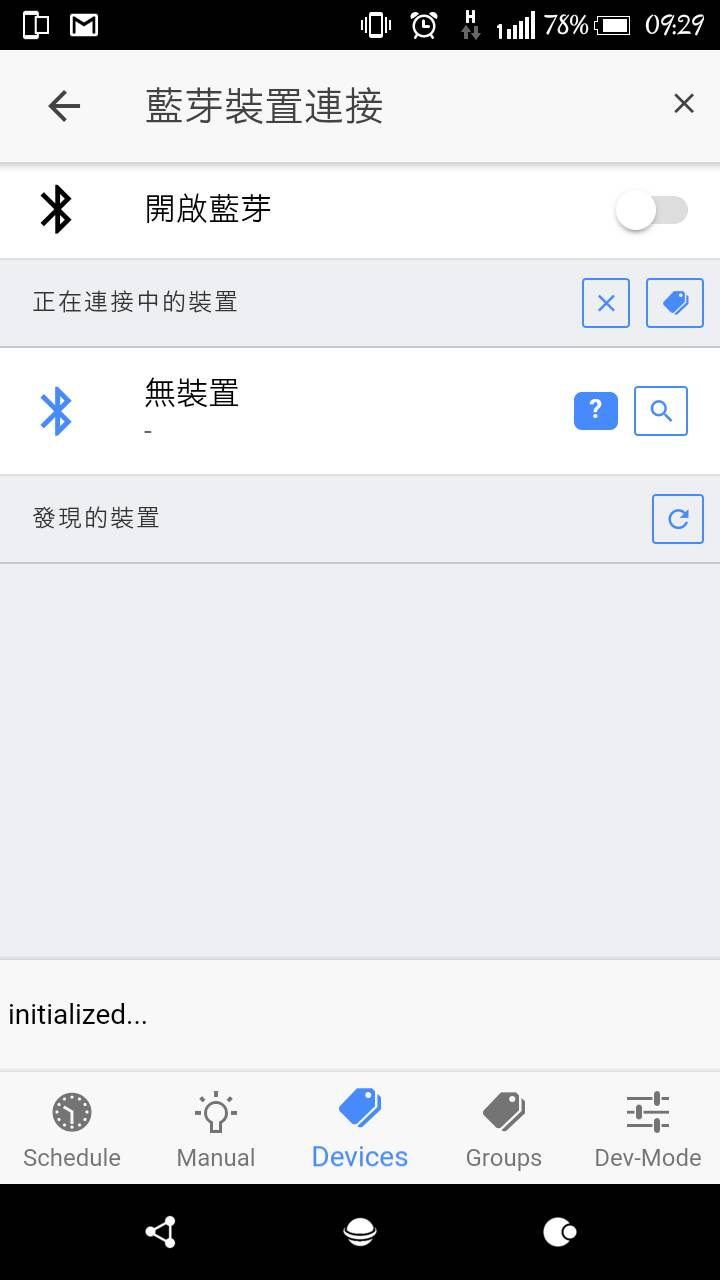 H 1 78% 09:29
藍芽裝置連接
開啟藍芽
正在連接中的裝置
無裝置
-
?
發現的裝置
initialized...
Schedule Manual Devices Groups Dev-Mode